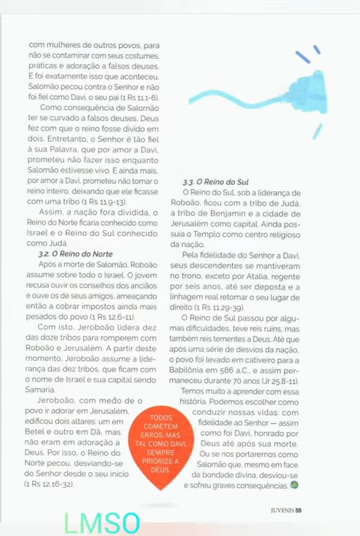 com mulheres de outros povos, para
não se contaminar com seus costumes,
práticas e adoração a falsos deuses.
E foi exatamente isso que aconteceu.
Salomão pecou contra o Senhor e não
foi fiel como Davi, o seu pai (1 Rs 11.1-6).
Como consequência de Salomão
ter se curvado a falsos deuses, Deus
fez com que o reino fosse divido em
dois. Entretanto, o Senhor é tão fiel
à sua Palavra, que por amor a Davi,
prometeu não fazer isso enquanto
Salomão estivesse vivo. E ainda mais,
por amor a Davi, prometeu não tomar o
reino inteiro, deixando que ele ficasse
com uma tribo (1 Rs 11.9-13).
Assim, a nação fora dividida, o
Reino do Norte ficaria conhecido como
Israel e o Reino do Sul conhecido
como Judá.
3.2. O Reino do Norte
Após a morte de Salomão, Roboão
assume sobre todo o Israel. O jovem
recusa ouvir os conselhos dos anciãos
e ouve os de seus amigos, ameaçando
então a cobrar impostos ainda mais
pesados do povo (1 Rs 12.6-11).
Com isto, Jeroboão lidera dez
das doze tribos para romperem com
Roboão e Jerusalém. A partir deste
momento, Jeroboão assume a lide-
rança das dez tribos, que ficam com
o nome de Israel e sua capital sendo
Samaria.
Jeroboão, com medo de o
povo ir adorar em Jerusalém,
edificou dois altares: um em
Betel e outro em Dã, mas
não eram em adoração a
Deus. Por isso, o Reino do
Norte pecou, desviando-se
do Senhor desde o seu início
(1 Rs 12.16-32).
TODOS
COMETEM
ERROS, MAS
TAL COMO DAVI,
SEMPRE
PRIORIZE A
DEUS.
3.3. O Reino do Sul
O Reino do Sul, sob a liderança de
Roboão, ficou com a tribo de Judá,
a tribo de Benjamin e a cidade de
Jerusalém como capital. Ainda pos-
suía o Templo como centro religioso
da nação.
Pela fidelidade do Senhor a Davi,
seus descendentes se mantiveram
no trono, exceto por Atalia, regente
por seis anos, até ser deposta e a
linhagem real retomar o seu lugar de
direito (1 Rs 11.29-39).
O Reino de Sul passou por algu-
mas dificuldades, teve reis ruins, mas
também reis tementes a Deus. Até que
após uma série de desvios da nação,
o povo foi levado em cativeiro para a
Babilônia em 586 a.C., e assim per-
maneceu durante 70 anos (Jr 25.8-11).
Temos muito a aprender com essa
história. Podemos escolher como
conduzir nossas vidas: com
fidelidade ao Senhor — assim
como foi Davi, honrado por
Deus até após sua morte.
Ou se nos portaremos como
Salomão que, mesmo em face
da bondade divina, desviou-se
e sofreu graves consequências.
JUVENIS 59
LMSO